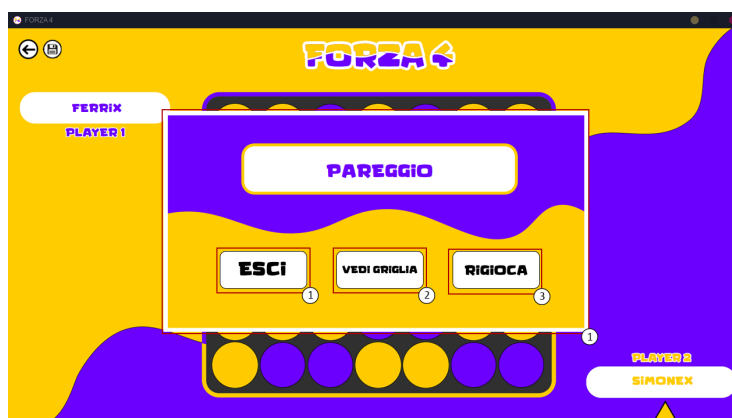 FORZA 4
FORZA 4
FERRiX
PLAYER 1
PAREGGiO
ESCi
VEDI GRIGLIA
RiGiOCA
1
2
3
1
PLAYER 2
SiMONEX